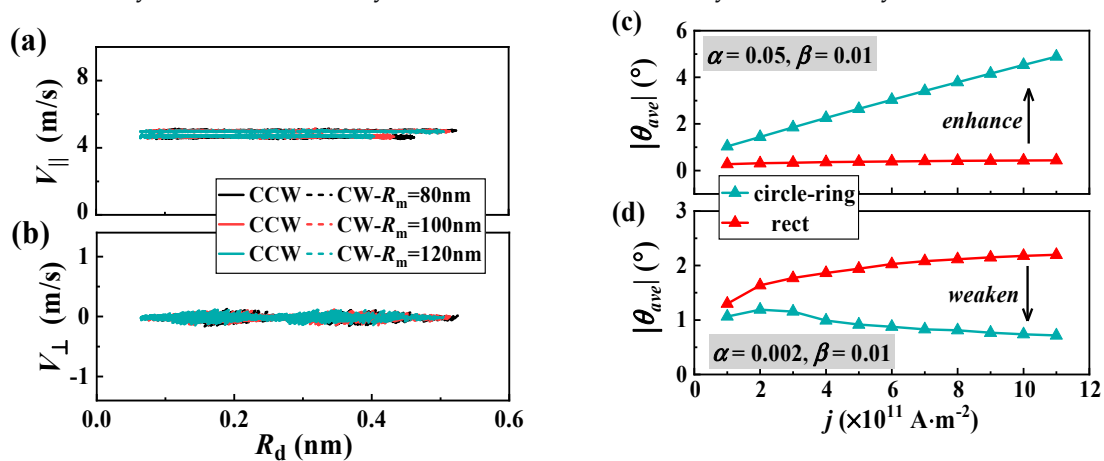 (a)
8
4
0
V∥ (m/s)
CCW CW-Rm=80nm
CCW CW-Rm=100nm
CCW CW-Rm=120nm
(b)
1
0
-1
V⊥ (m/s)
0.0 0.2 0.4 0.6
Rd (nm)
(c)
6
4
2
0
|θave| (°)
α = 0.05, β = 0.01
enhance
circle-ring
rect
(d)
3
2
1
0
|θave| (°)
weaken
α = 0.002, β = 0.01
0 2 4 6 8 10 12
j (×10¹¹ A·m⁻²)